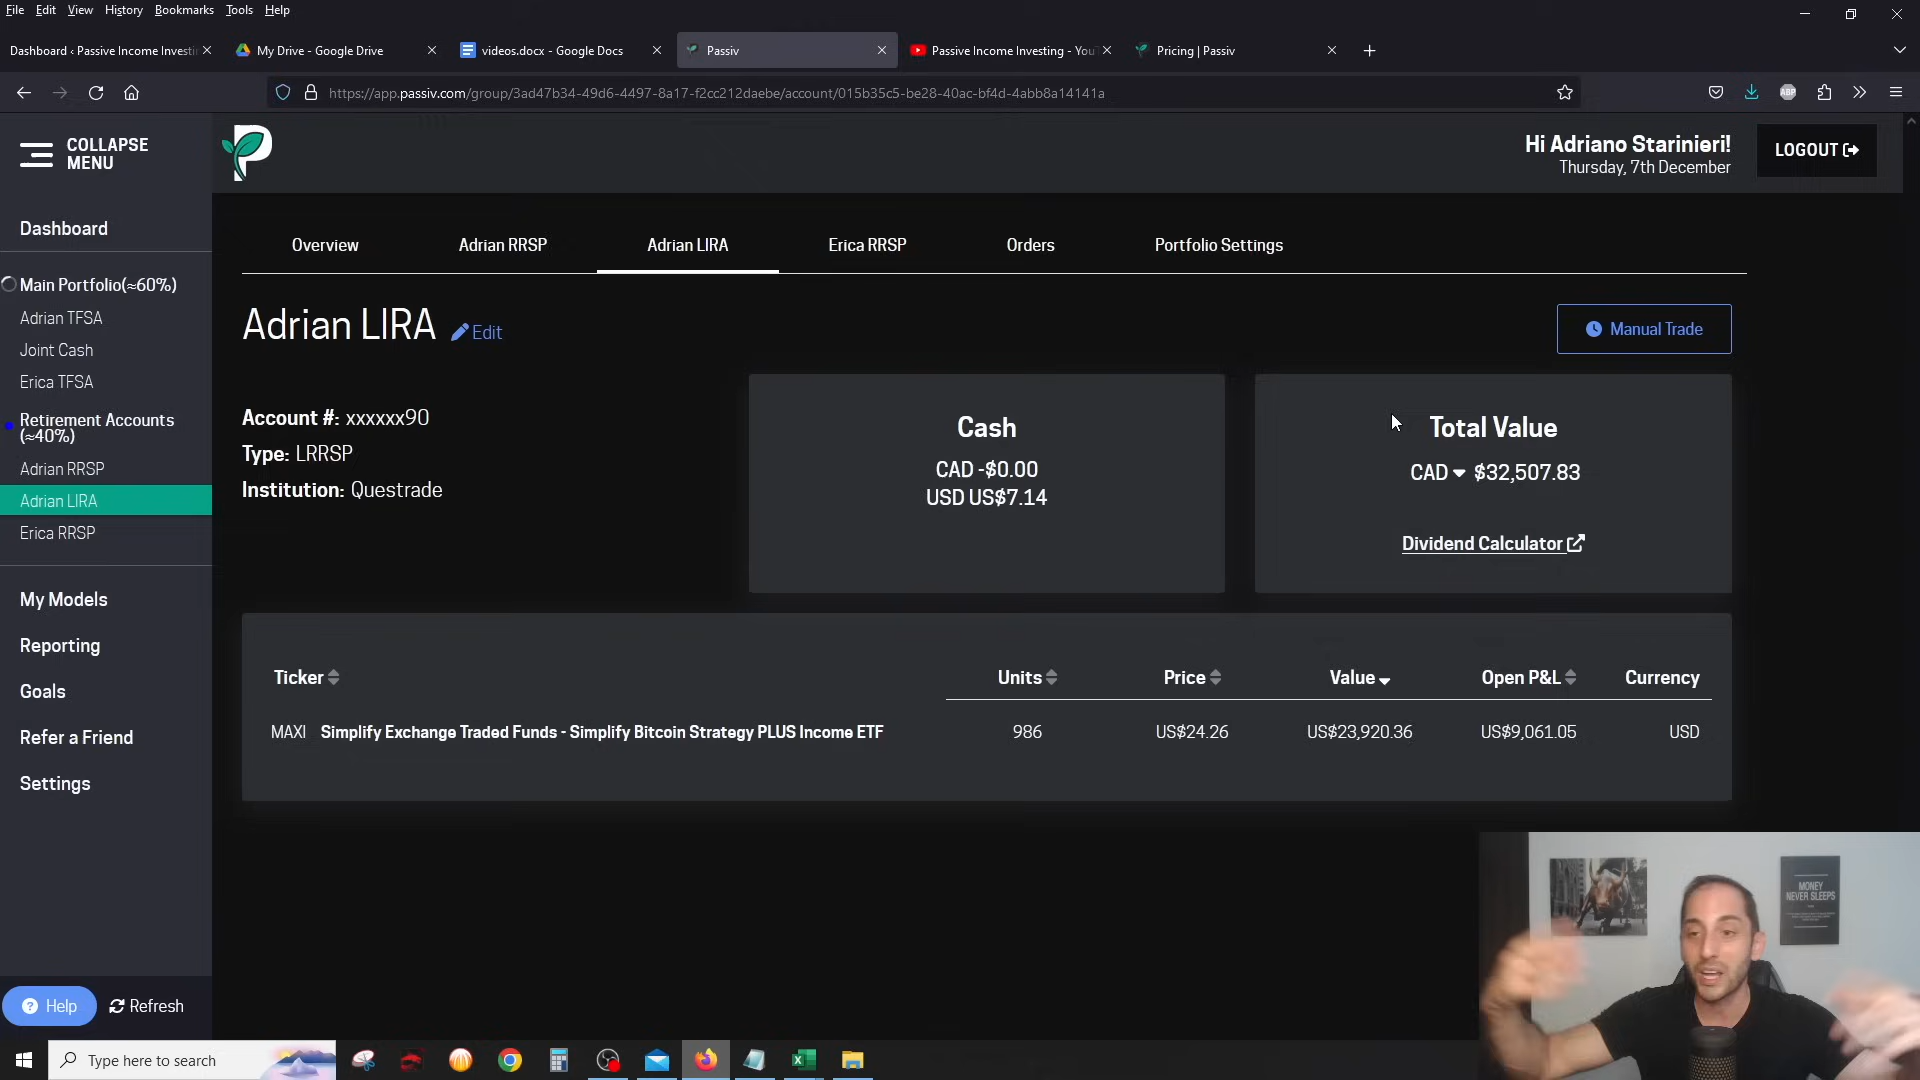 File Edit View History Bookmarks Tools Help
Dashboard ‹ Passive Income Investi
My Drive - Google Drive
videos.docx - Google Docs
Passiv
Passive Income Investing - You
Pricing | Passiv
https://app.passiv.com/group/3ad47b34-49d6-4497-8a17-f2cc212daebe/account/015b35c5-be28-40ac-bf4d-4abb8a14141a
ABP
COLLAPSE
MENU
P
Hi Adriano Starinieri!
Thursday, 7th December
LOGOUT
Dashboard
Main Portfolio(≈60%)
Adrian TFSA
Joint Cash
Erica TFSA
Retirement Accounts
(≈40%)
Adrian RRSP
Adrian LIRA
Erica RRSP
My Models
Reporting
Goals
Refer a Friend
Settings
Help
Refresh
Overview Adrian RRSP Adrian LIRA Erica RRSP Orders Portfolio Settings
Adrian LIRA Edit
Manual Trade
Account #: xxxxxx90
Type: LRRSP
Institution: Questrade
Cash
CAD -$0.00
USD US$7.14
Total Value
CAD $32,507.83
Dividend Calculator
Ticker Units Price Value Open P&L Currency
MAXI Simplify Exchange Traded Funds - Simplify Bitcoin Strategy PLUS Income ETF 986 US$24.26 US$23,920.36 US$9,061.05 USD
MONEY
NEVER SLEEPS
Type here to search